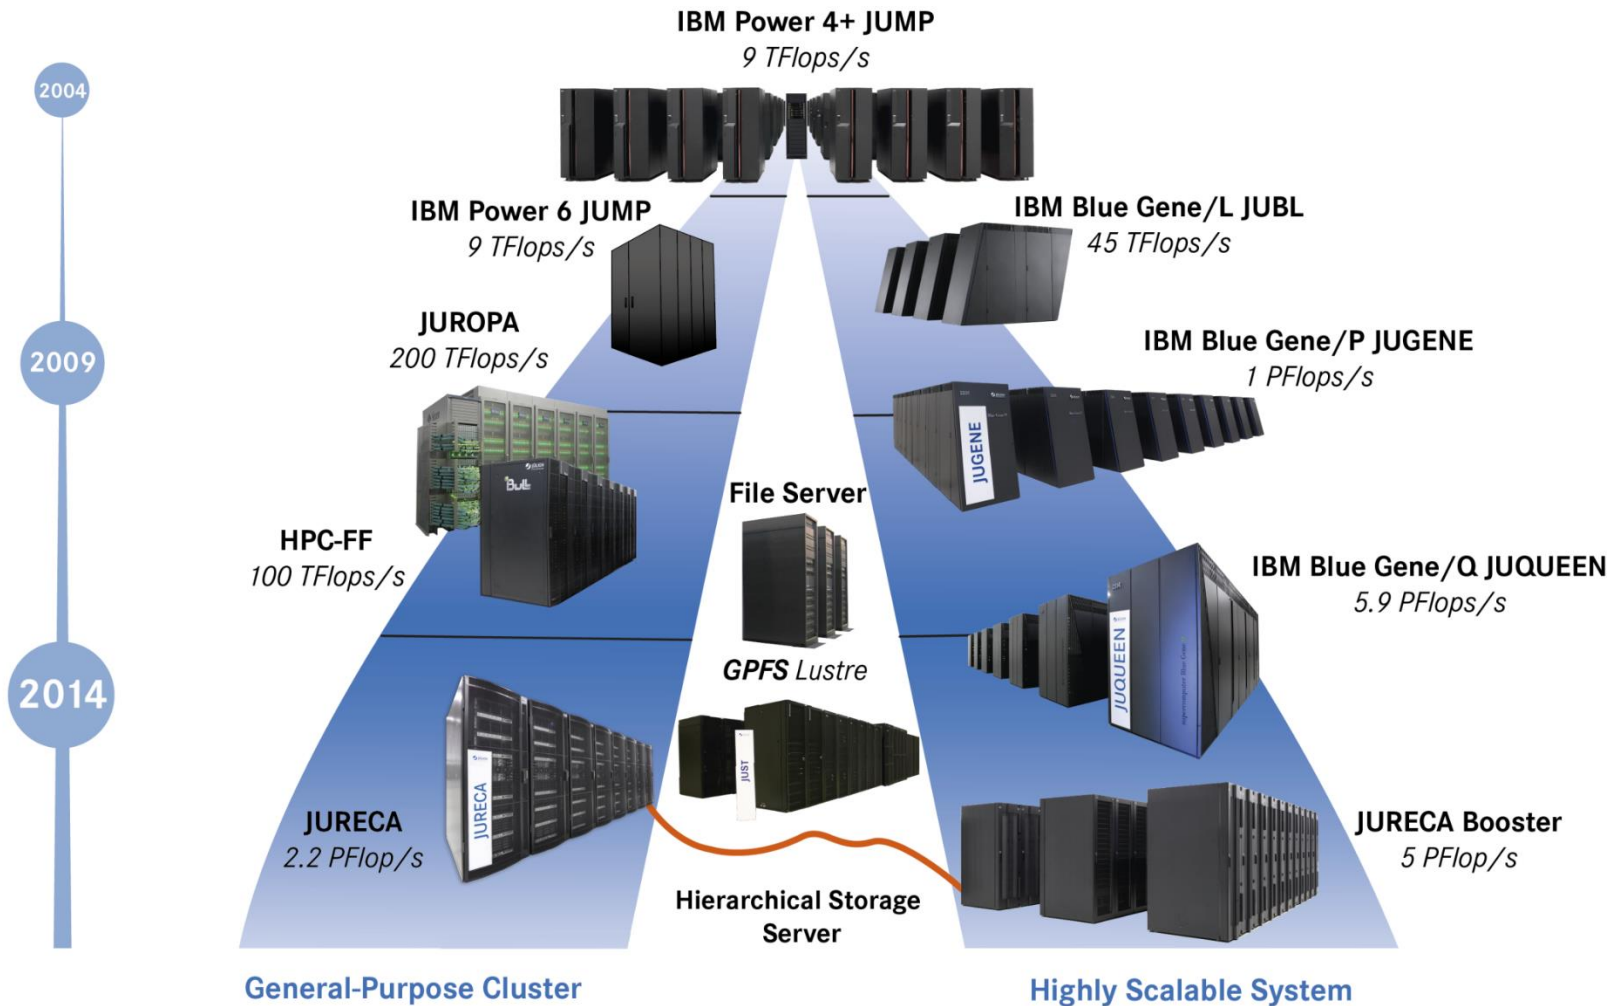 IBM Power 4+ JUMP
9 TFlops/s
2004
IBM Power 6 JUMP
9 TFlops/s
IBM Blue Gene/L JUBL
45 TFlops/s
JUROPA
200 TFlops/s
2009
IBM Blue Gene/P JUGENE
1 PFlops/s
JUGENE
Bull
File Server
HPC-FF
100 TFlops/s
IBM Blue Gene/Q JUQUEEN
5.9 PFlops/s
JUQUEEN
GPFS Lustre
2014
JUST
JURECA
JURECA
2.2 PFlop/s
JURECA Booster
5 PFlop/s
Hierarchical Storage
Server
General-Purpose Cluster
Highly Scalable System